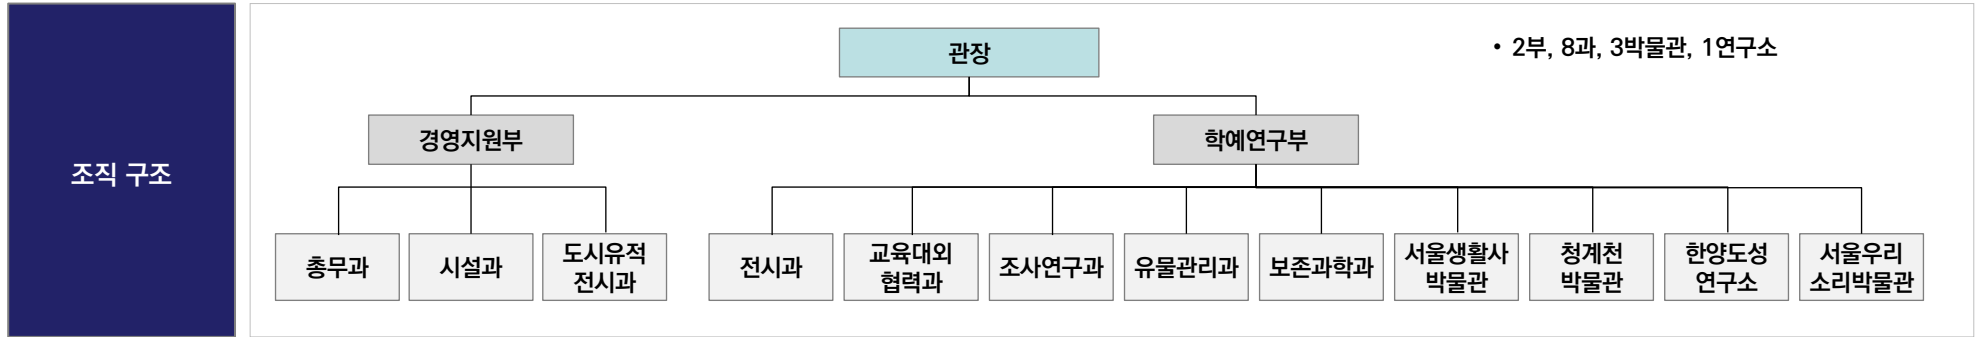 조직 구조
관장
• 2부, 8과, 3박물관, 1연구소
경영지원부
학예연구부
총무과
시설과
도시유적
전시과
전시과
교육대외
협력과
조사연구과
유물관리과
보존과학과
서울생활사
박물관
청계천
박물관
한양도성
연구소
서울우리
소리박물관